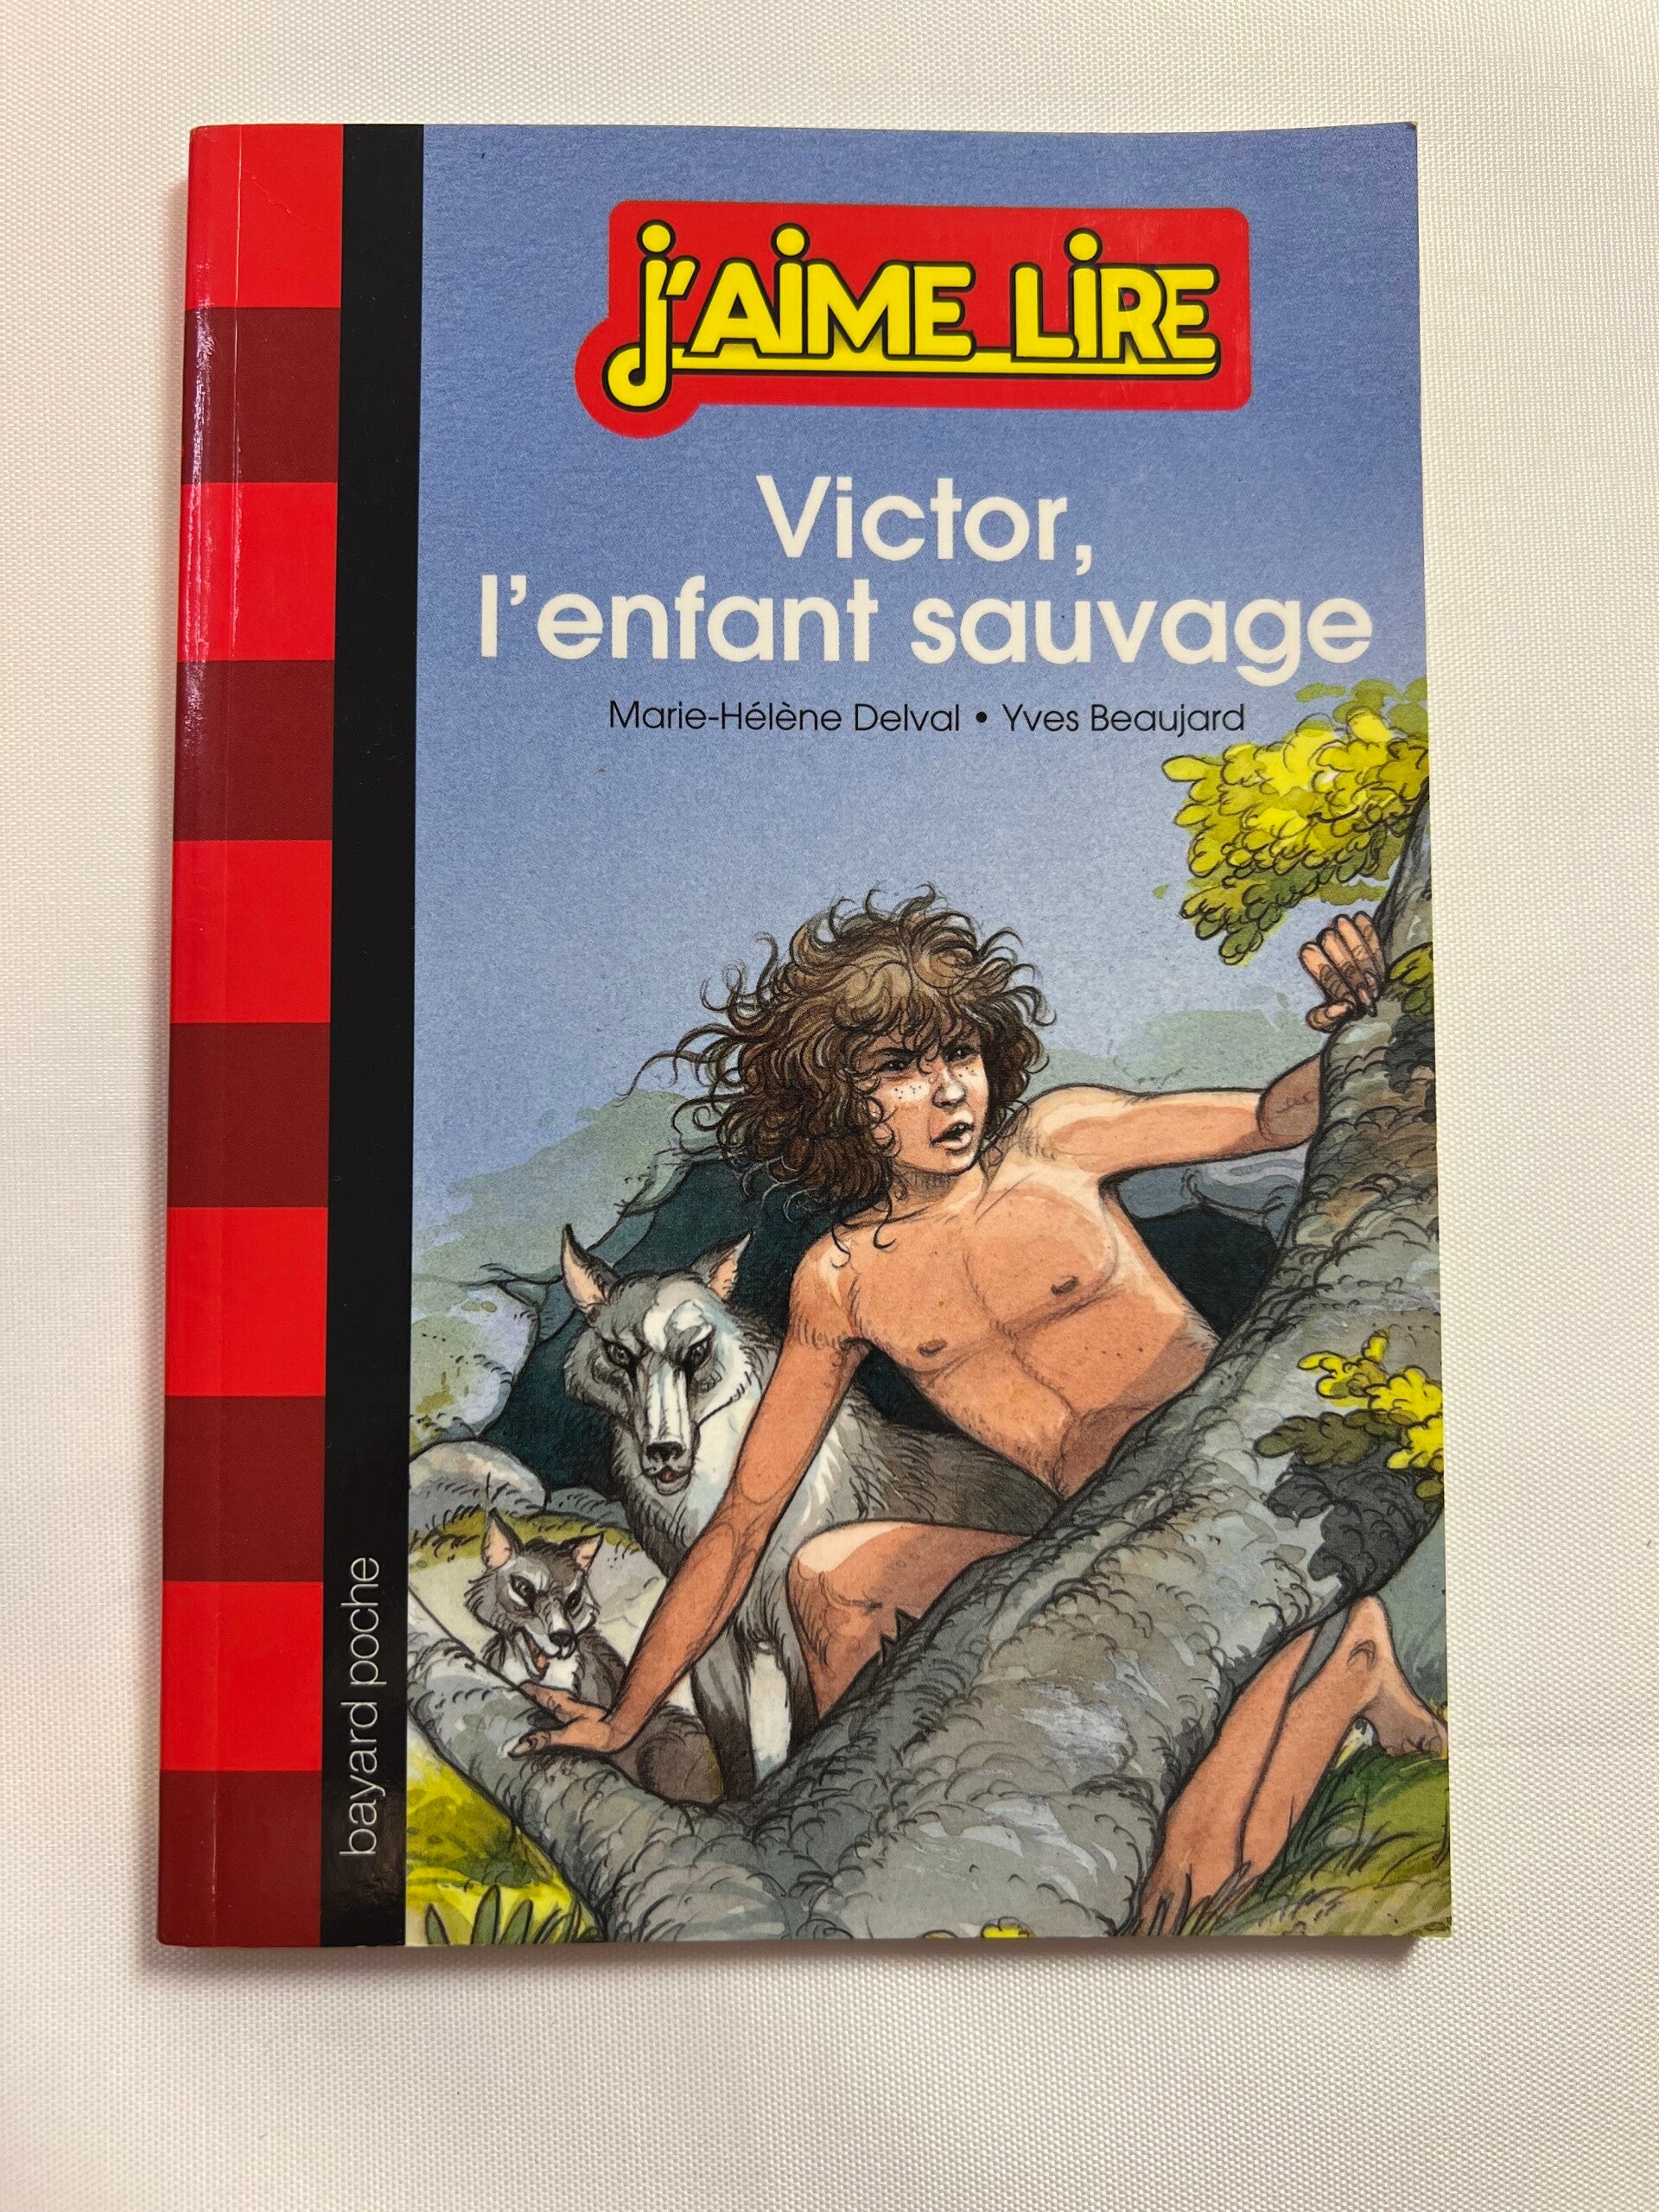 J'AIME LIRE
Victor,
l'enfant sauvage
Marie-Hélène Delval • Yves Beaujard
bayard poche